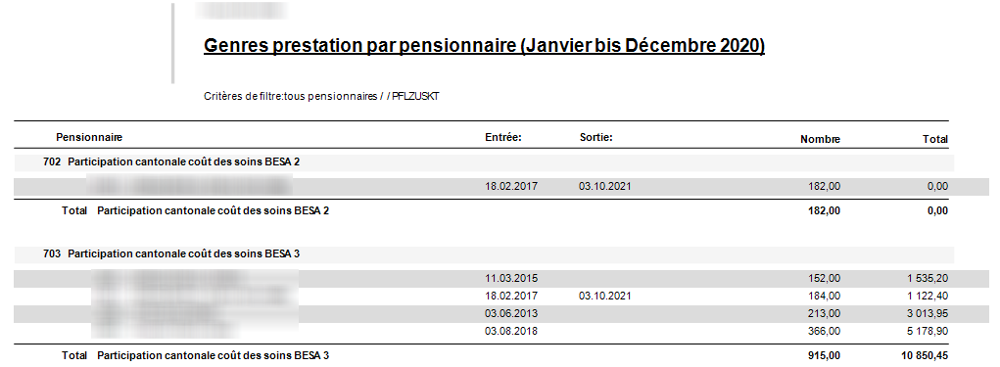 Genres prestation par pensionnaire (Janvier bis Décembre 2020)
Critères de filtre:tous pensionnaires / / PFLZUSKT
Pensionnaire Entrée: Sortie: Nombre Total
702 Participation cantonale coût des soins BESA 2
18.02.2017 03.10.2021 182,00 0,00
Total Participation cantonale coût des soins BESA 2 182,00 0,00
703 Participation cantonale coût des soins BESA 3
11.03.2015 152,00 1 535,20
18.02.2017 03.10.2021 184,00 1 122,40
03.06.2013 213,00 3 013,95
03.08.2018 366,00 5 178,90
Total Participation cantonale coût des soins BESA 3 915,00 10 850,45